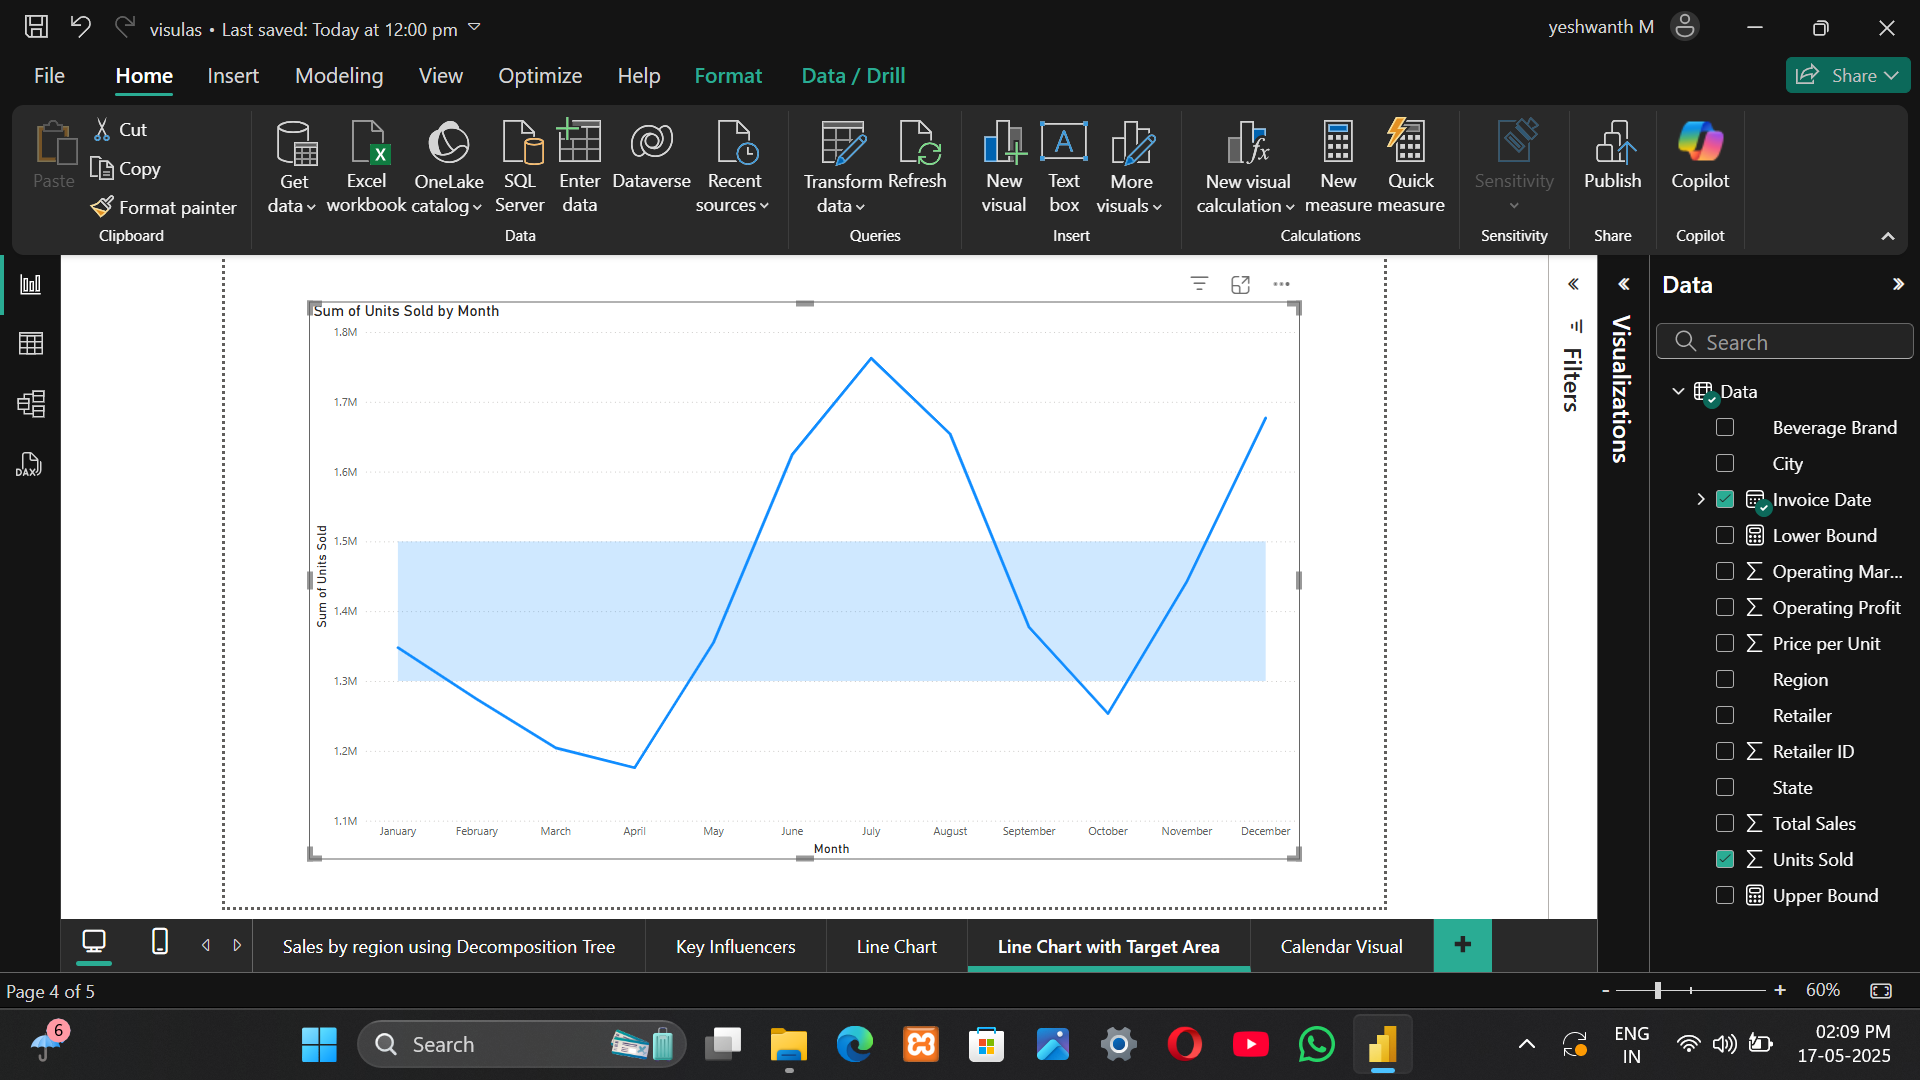 visulas • Last saved: Today at 12:00 pm
yeshwanth M
File
Home
Insert
Modeling
View
Optimize
Help
Format
Data / Drill
Share
Paste
Cut
Copy
Format painter
Clipboard
Get data
Excel workbook
OneLake catalog
SQL Server
Enter data
Dataverse
Recent sources
Data
Transform data
Refresh
Queries
New visual
Text box
More visuals
Insert
New visual calculation
New measure
Quick measure
Calculations
Sensitivity
Sensitivity
Publish
Share
Copilot
Copilot
DAX
Sum of Units Sold by Month
Sum of Units Sold
1.8M
1.7M
1.6M
1.5M
1.4M
1.3M
1.2M
1.1M
January February March April May June July August September October November December
Month
Filters
Visualizations
Data
Search
Data
Beverage Brand
City
Invoice Date
Lower Bound
Operating Mar...
Operating Profit
Price per Unit
Region
Retailer
Retailer ID
State
Total Sales
Units Sold
Upper Bound
Sales by region using Decomposition Tree
Key Influencers
Line Chart
Line Chart with Target Area
Calendar Visual
Page 4 of 5
60%
6
Search
ENG
IN
02:09 PM
17-05-2025